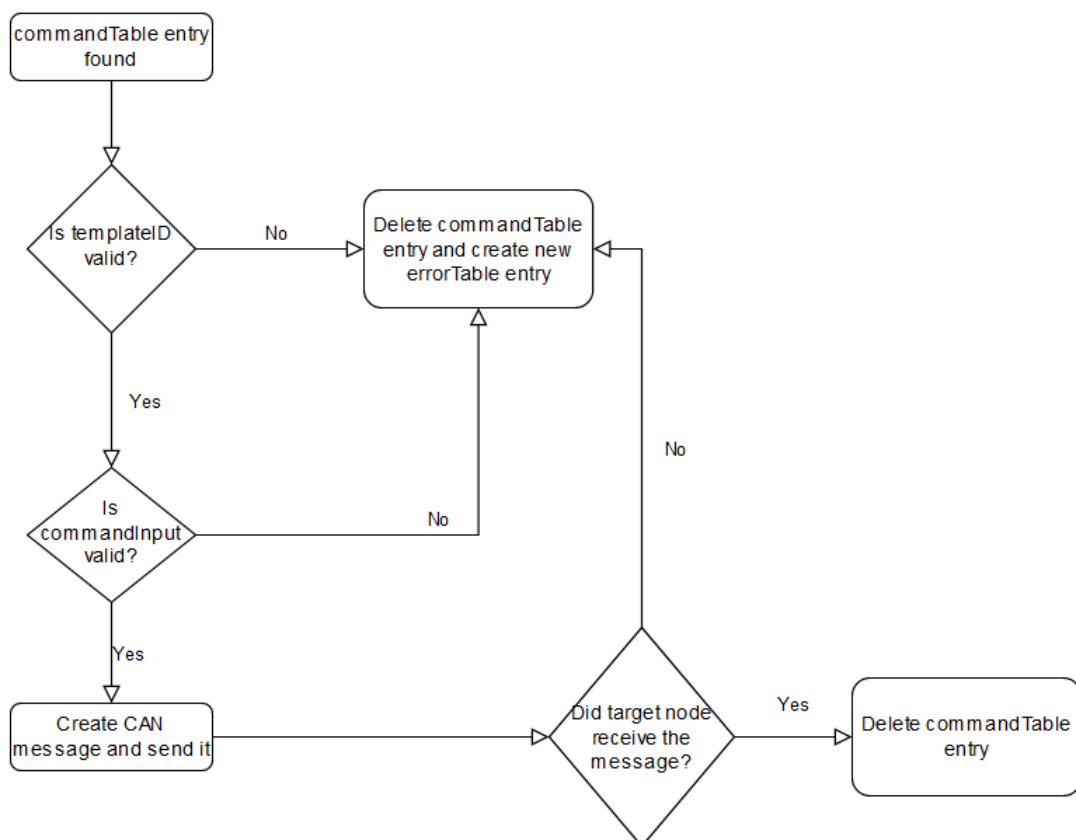 commandTable entry
found
Is templateID
valid?
No
Delete commandTable
entry and create new
errorTable entry
Yes
No
Is
commandInput
valid?
No
Yes
Create CAN
message and send it
Did target node
receive the
message?
Yes
Delete commandTable
entry